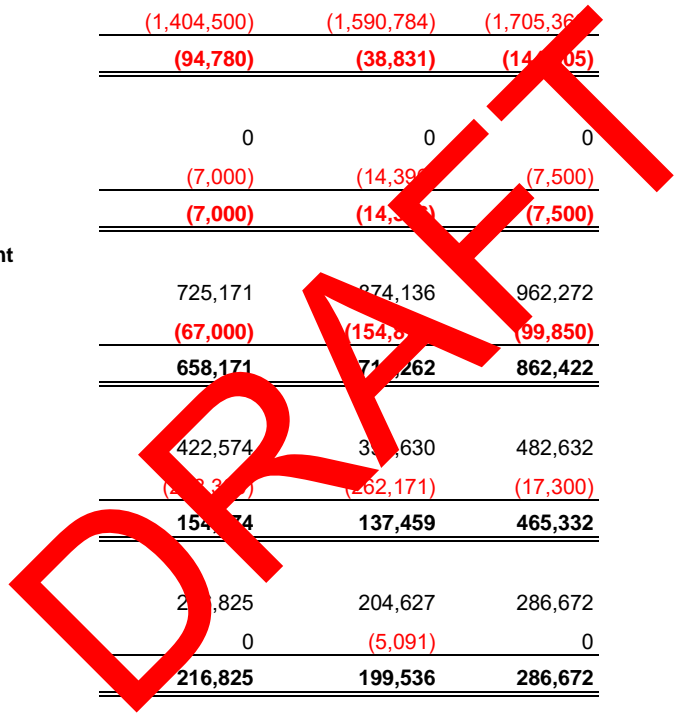 (1,404,500) (1,590,784)
(94,780) (38,831)
0 0 0
(7,000) (7,500)
(7,000) (7,500)
nt
725,171 962,272
(67,000) (99,850)
658,171 862,422
422,574 482,632
(262,171) (17,300)
137,459 465,332
204,627 286,672
0 (5,091) 0
216,825 199,536 286,672
DRAFT